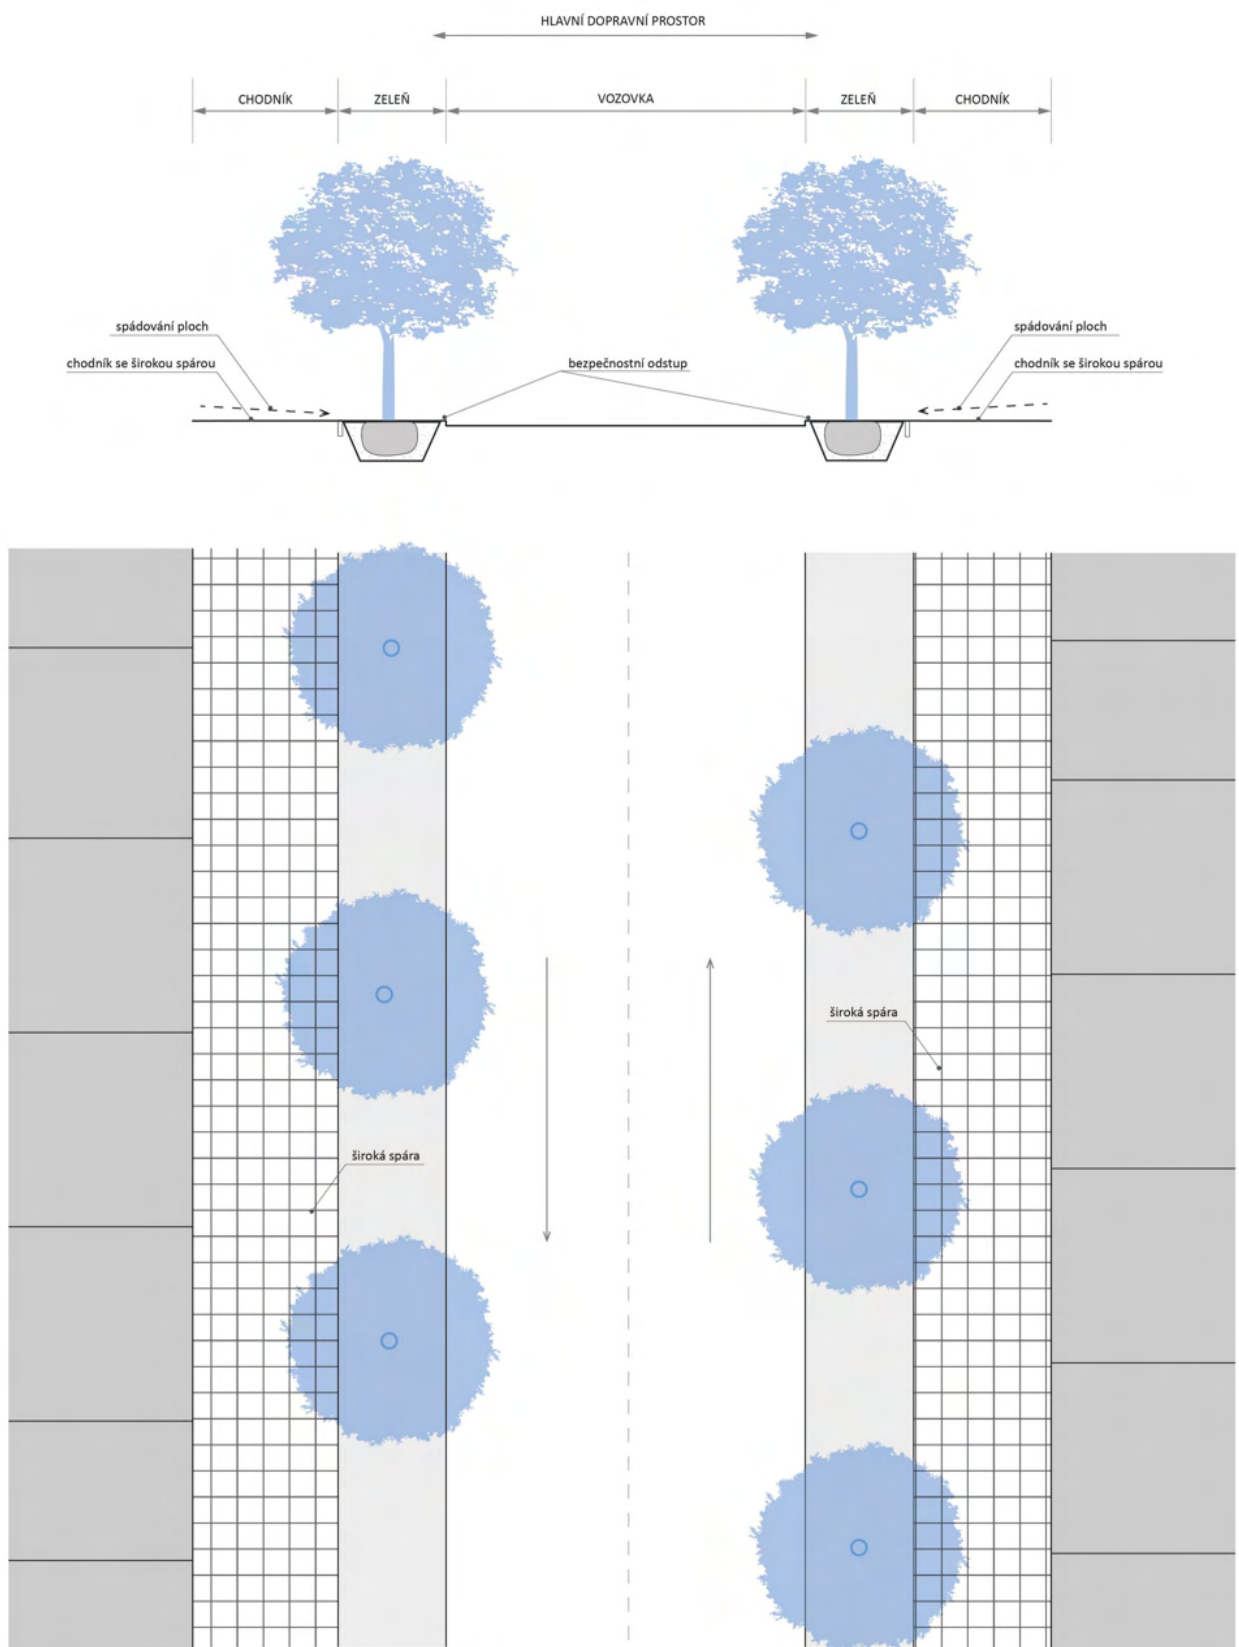 HLAVNÍ DOPRAVNÍ PROSTOR
CHODNÍK
ZELEŇ
VOZOVKA
ZELEŇ
CHODNÍK
spádování ploch
spádování ploch
chodník se širokou spárou
bezpečnostní odstup
chodník se širokou spárou
široká spára
široká spára